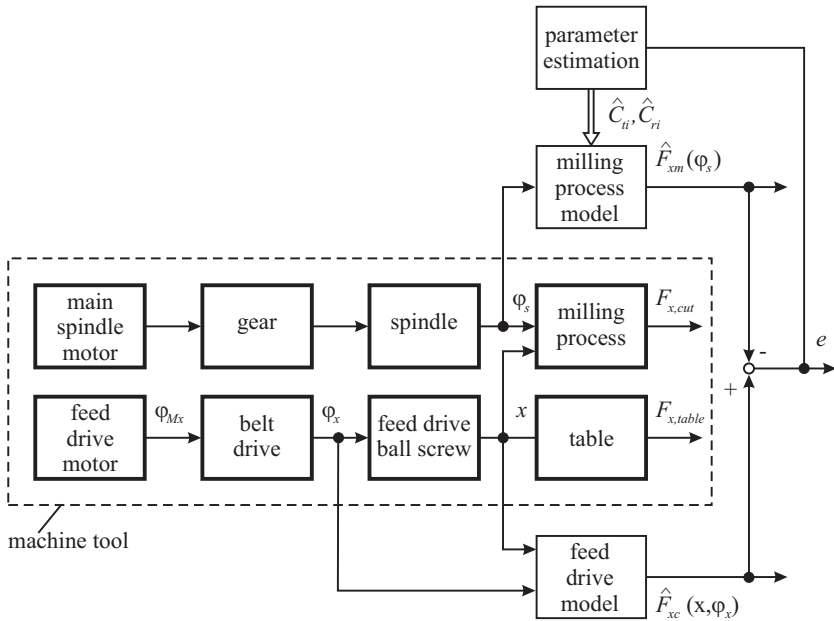 parameter
estimation
Ĉti, Ĉri
milling
process
model
F̂xm(φs)
main
spindle
motor
gear
spindle
φs
milling
process
Fx,cut
e
-
+
feed
drive
motor
φMx
belt
drive
φx
feed drive
ball screw
x
table
Fx,table
machine tool
feed
drive
model
F̂xc (x,φx)